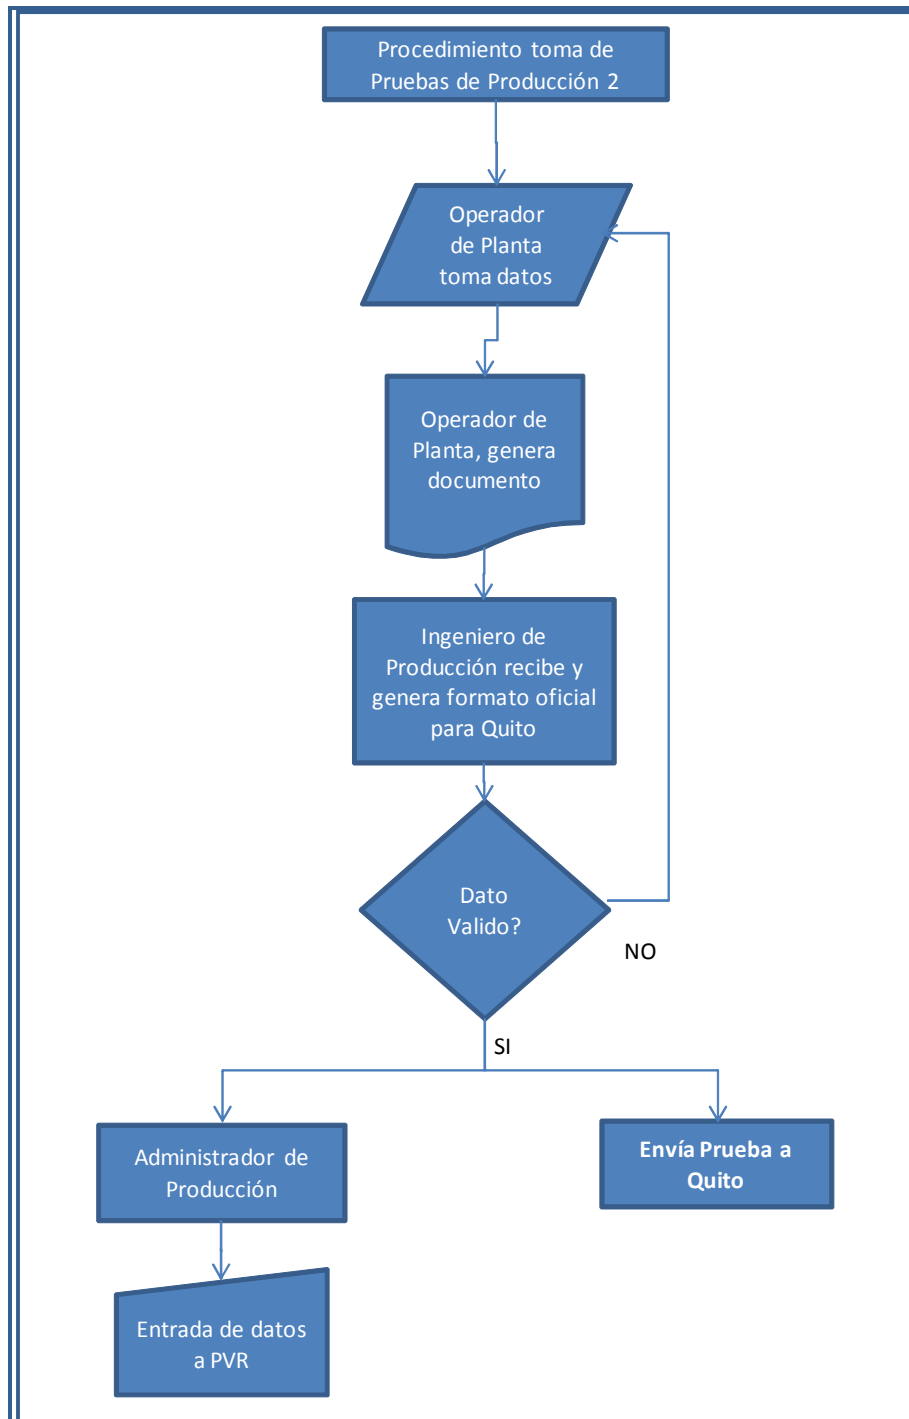 Procedimiento toma de
Pruebas de Producción 2
Operador
de Planta
toma datos
Operador de
Planta, genera
documento
Ingeniero de
Producción recibe y
genera formato oficial
para Quito
Dato
Valido?
NO
SI
Administrador de
Producción
Envía Prueba a
Quito
Entrada de datos
a PVR